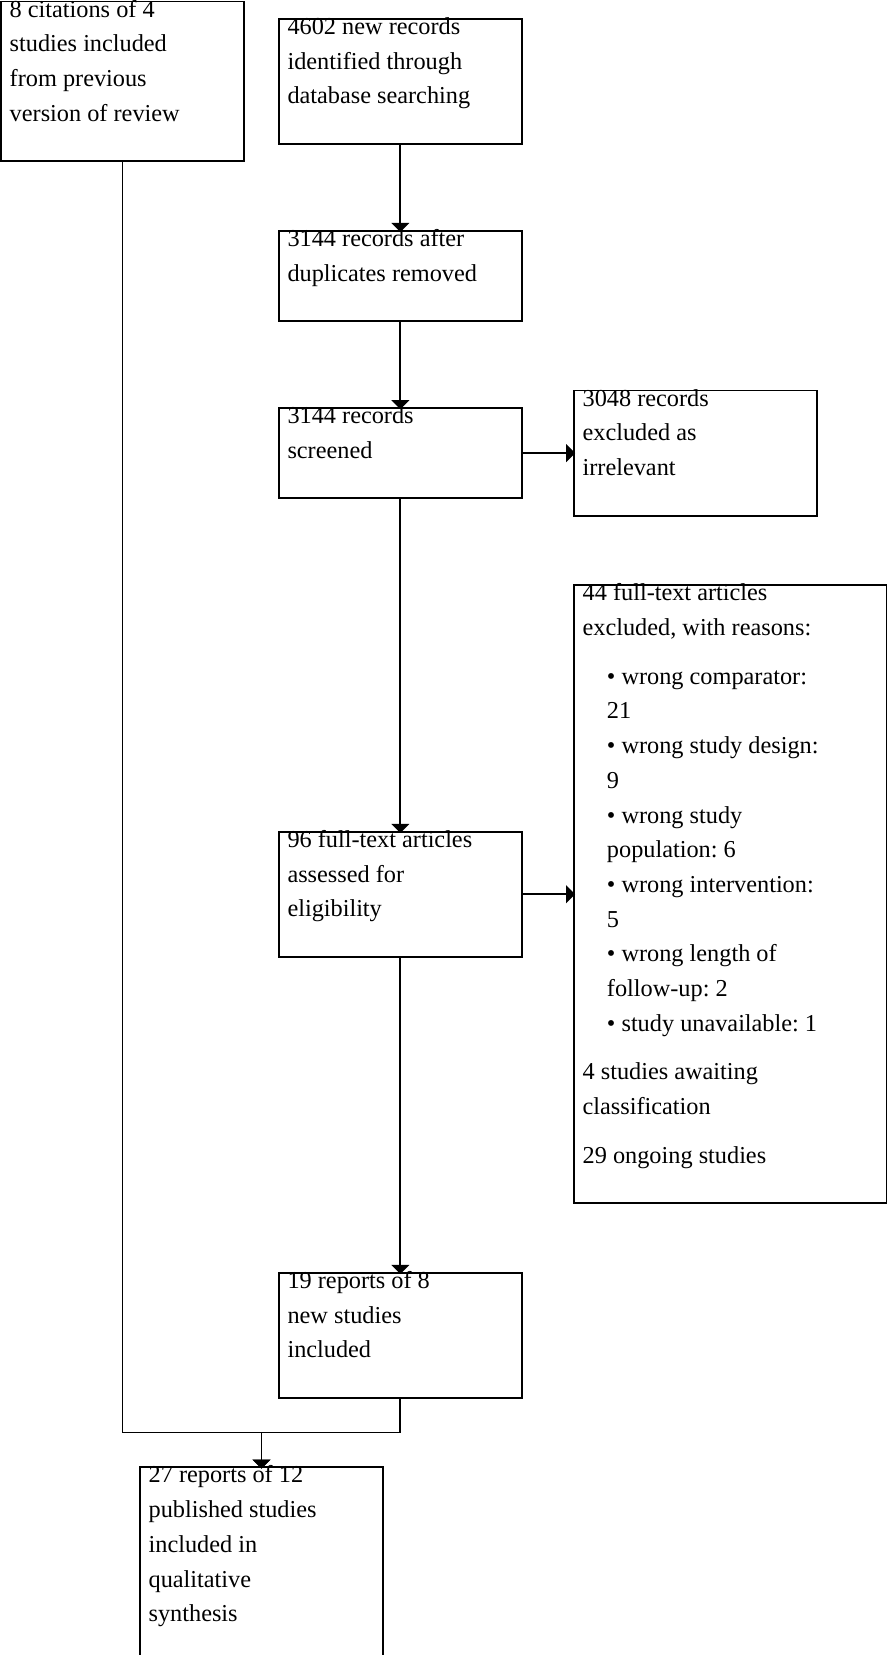 8 citations of 4
studies included
from previous
version of review
4602 new records
identified through
database searching
3144 records after
duplicates removed
3144 records
screened
3048 records
excluded as
irrelevant
96 full-text articles
assessed for
eligibility
44 full-text articles
excluded, with reasons:
• wrong comparator:
21
• wrong study design:
9
• wrong study
population: 6
• wrong intervention:
5
• wrong length of
follow-up: 2
• study unavailable: 1
4 studies awaiting
classification
29 ongoing studies
19 reports of 8
new studies
included
27 reports of 12
published studies
included in
qualitative
synthesis